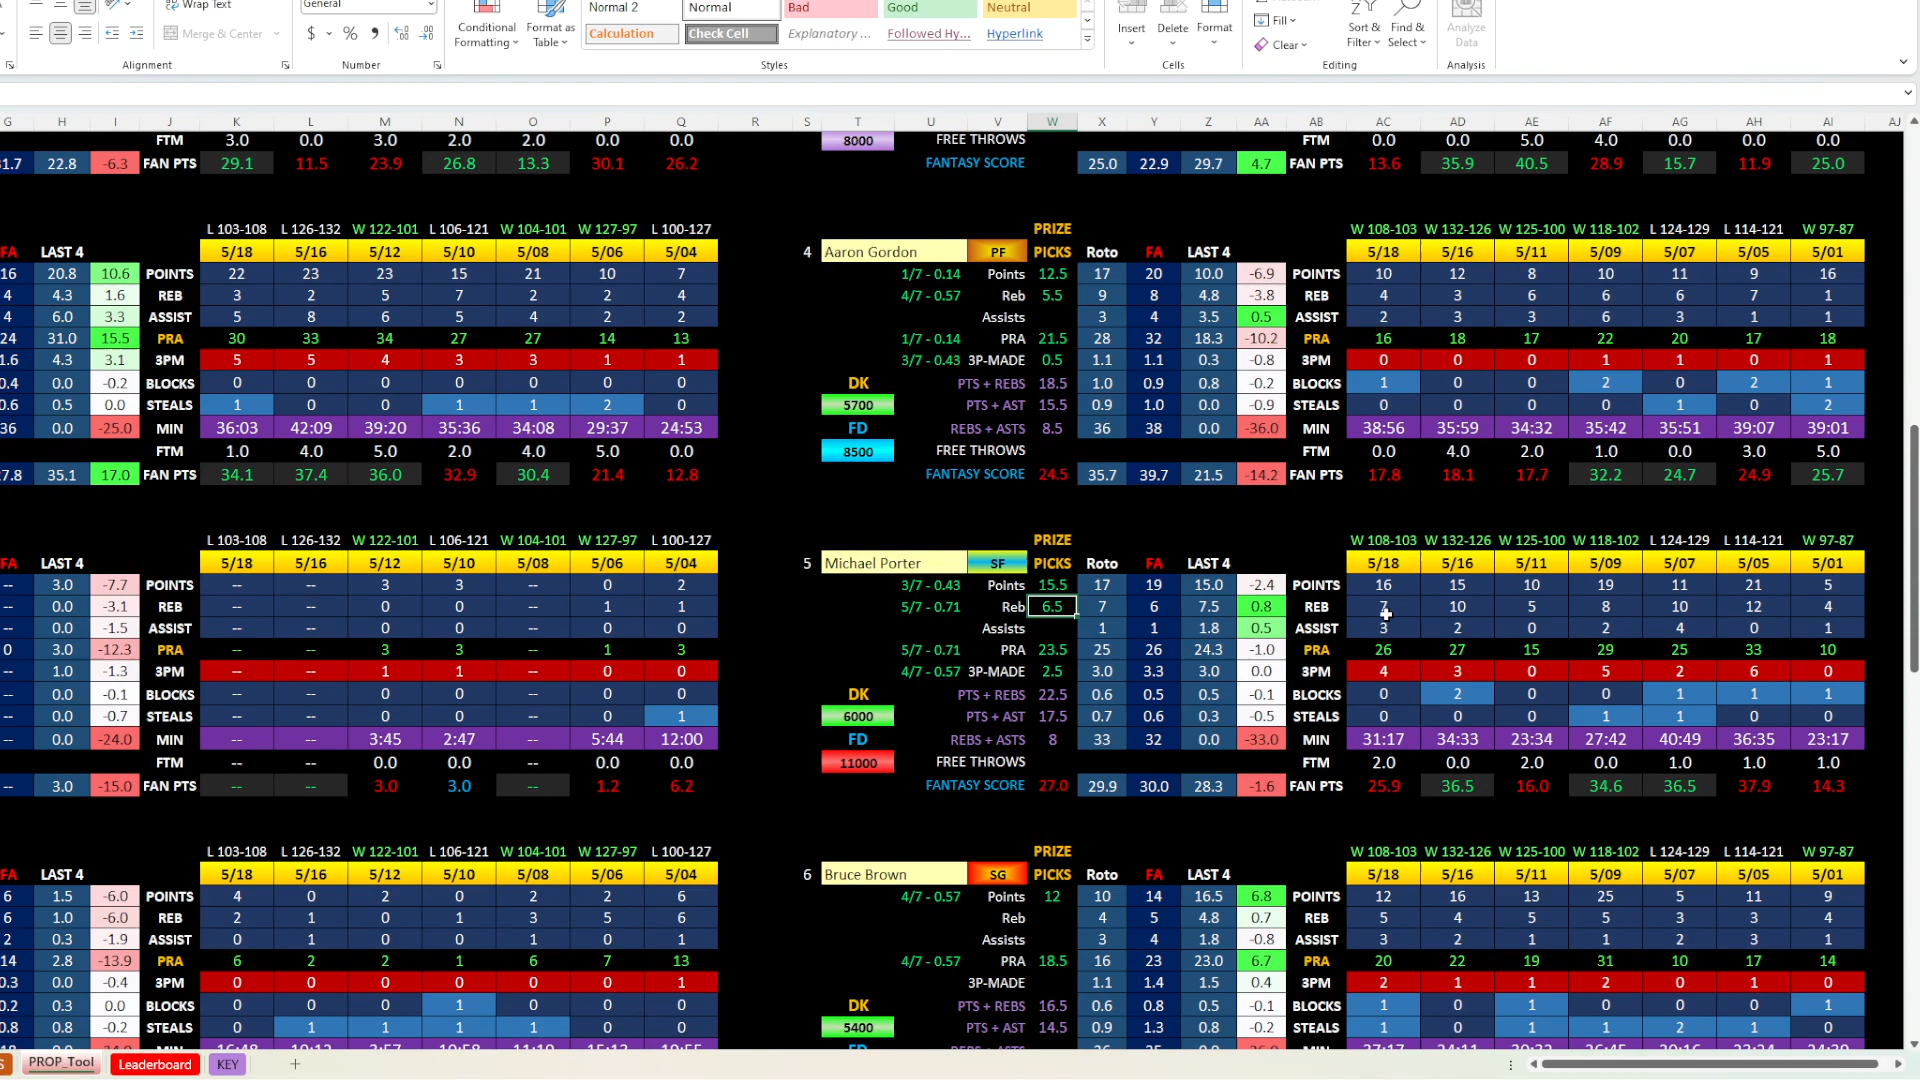 Wrap Text General Normal 2 Normal Bad Good Neutral
Merge & Center $ % Conditional Formatting Format as Table Calculation Check Cell Explanatory ... Followed Hy... Hyperlink Insert Delete Format Fill Clear Sort & Filter Find & Select Analyze Data
Alignment Number Styles Cells Editing Analysis
G H I J K L M N O P Q R S T U V W X Y Z AA AB AC AD AE AF AG AH AI AJ
FTM 3.0 0.0 3.0 2.0 2.0 0.0 0.0 8000 FREE THROWS FTM 0.0 0.0 5.0 4.0 0.0 0.0 0.0
31.7 22.8 -6.3 FAN PTS 29.1 11.5 23.9 26.8 13.3 30.1 26.2 FANTASY SCORE 25.0 22.9 29.7 4.7 FAN PTS 13.6 35.9 40.5 28.9 15.7 11.9 25.0
L 103-108 L 126-132 W 122-101 L 106-121 W 104-101 W 127-97 L 100-127 PRIZE W 108-103 W 132-126 W 125-100 W 118-102 L 124-129 L 114-121 W 97-87
FA LAST 4 5/18 5/16 5/12 5/10 5/08 5/06 5/04 4 Aaron Gordon PF PICKS Roto FA LAST 4 5/18 5/16 5/11 5/09 5/07 5/05 5/01
16 20.8 10.6 POINTS 22 23 23 15 21 10 7 1/7 - 0.14 Points 12.5 17 20 10.0 -6.9 POINTS 10 12 8 10 11 9 16
4 4.3 1.6 REB 3 2 5 7 2 2 4 4/7 - 0.57 Reb 5.5 9 8 4.8 -3.8 REB 4 3 6 6 6 7 1
4 6.0 3.3 ASSIST 5 8 6 5 4 2 2 Assists 3 4 3.5 0.5 ASSIST 2 3 3 6 3 1 1
24 31.0 15.5 PRA 30 33 34 27 27 14 13 1/7 - 0.14 PRA 21.5 28 32 18.3 -10.2 PRA 16 18 17 22 20 17 18
1.6 4.3 3.1 3PM 5 5 4 3 3 1 1 3/7 - 0.43 3P-MADE 0.5 1.1 1.1 0.3 -0.8 3PM 0 0 0 1 1 0 1
0.4 0.0 -0.2 BLOCKS 0 0 0 0 0 0 0 DK PTS + REBS 18.5 1.0 0.9 0.8 -0.2 BLOCKS 1 0 0 2 0 2 1
0.6 0.5 0.0 STEALS 1 0 0 1 1 2 0 5700 PTS + AST 15.5 0.9 1.0 0.0 -0.9 STEALS 0 0 0 0 1 0 2
36 0.0 -25.0 MIN 36:03 42:09 39:20 35:36 34:08 29:37 24:53 FD REBS + ASTS 8.5 36 38 0.0 -36.0 MIN 38:56 35:59 34:32 35:42 35:51 39:07 39:01
FTM 1.0 4.0 5.0 2.0 4.0 5.0 0.0 8500 FREE THROWS FTM 0.0 4.0 2.0 1.0 0.0 3.0 5.0
27.8 35.1 17.0 FAN PTS 34.1 37.4 36.0 32.9 30.4 21.4 12.8 FANTASY SCORE 24.5 35.7 39.7 21.5 -14.2 FAN PTS 17.8 18.1 17.7 32.2 24.7 24.9 25.7
L 103-108 L 126-132 W 122-101 L 106-121 W 104-101 W 127-97 L 100-127 PRIZE W 108-103 W 132-126 W 125-100 W 118-102 L 124-129 L 114-121 W 97-87
FA LAST 4 5/18 5/16 5/12 5/10 5/08 5/06 5/04 5 Michael Porter SF PICKS Roto FA LAST 4 5/18 5/16 5/11 5/09 5/07 5/05 5/01
-- 3.0 -7.7 POINTS -- -- 3 3 -- 0 2 3/7 - 0.43 Points 15.5 17 19 15.0 -2.4 POINTS 16 15 10 19 11 21 5
-- 0.0 -3.1 REB -- -- 0 0 -- 1 1 5/7 - 0.71 Reb 6.5 7 6 7.5 0.8 REB 7 10 5 8 10 12 4
-- 0.0 -1.5 ASSIST -- -- 0 0 -- 0 0 Assists 1 1 1.8 0.5 ASSIST 3 2 0 2 4 0 1
0 3.0 -12.3 PRA -- -- 3 3 -- 1 3 5/7 - 0.71 PRA 23.5 25 26 24.3 -1.0 PRA 26 27 15 29 25 33 10
-- 1.0 -1.3 3PM -- -- 1 1 -- 0 0 4/7 - 0.57 3P-MADE 2.5 3.0 3.3 3.0 0.0 3PM 4 3 0 5 2 6 0
-- 0.0 -0.1 BLOCKS -- -- 0 0 -- 0 0 DK PTS + REBS 22.5 0.6 0.5 0.5 -0.1 BLOCKS 0 2 0 0 1 1 1
-- 0.0 -0.7 STEALS -- -- 0 0 -- 0 1 6000 PTS + AST 17.5 0.7 0.6 0.3 -0.5 STEALS 0 0 0 1 1 0 0
-- 0.0 -24.0 MIN -- -- 3:45 2:47 -- 5:44 12:00 FD REBS + ASTS 8 33 32 0.0 -33.0 MIN 31:17 34:33 23:34 27:42 40:49 36:35 23:17
FTM -- -- 0.0 0.0 -- 0.0 0.0 11000 FREE THROWS FTM 2.0 0.0 2.0 0.0 1.0 1.0 1.0
-- 3.0 -15.0 FAN PTS -- -- 3.0 3.0 -- 1.2 6.2 FANTASY SCORE 27.0 29.9 30.0 28.3 -1.6 FAN PTS 25.9 36.5 16.0 34.6 36.5 37.9 14.3
L 103-108 L 126-132 W 122-101 L 106-121 W 104-101 W 127-97 L 100-127 PRIZE W 108-103 W 132-126 W 125-100 W 118-102 L 124-129 L 114-121 W 97-87
FA LAST 4 5/18 5/16 5/12 5/10 5/08 5/06 5/04 6 Bruce Brown SG PICKS Roto FA LAST 4 5/18 5/16 5/11 5/09 5/07 5/05 5/01
6 1.5 -6.0 POINTS 4 0 2 0 2 2 6 4/7 - 0.57 Points 12 10 14 16.5 6.8 POINTS 12 16 13 25 5 11 9
6 1.0 -6.0 REB 2 1 0 1 3 5 6 Reb 4 5 4.8 0.7 REB 5 4 5 5 3 3 4
2 0.3 -1.9 ASSIST 0 1 0 0 1 0 1 Assists 3 4 1.8 -0.8 ASSIST 3 2 1 1 2 3 1
14 2.8 -13.9 PRA 6 2 2 1 6 7 13 4/7 - 0.57 PRA 18.5 16 23 23.0 6.7 PRA 20 22 19 31 10 17 14
0.3 0.0 -0.4 3PM 0 0 0 0 0 0 1 3P-MADE 1.1 1.4 1.5 0.4 3PM 2 1 1 2 0 1 0
0.2 0.3 0.0 BLOCKS 0 0 0 1 0 0 0 DK PTS + REBS 16.5 0.6 0.8 0.5 -0.1 BLOCKS 1 0 1 0 0 0 1
0.8 0.8 -0.2 STEALS 0 1 1 1 1 0 0 5400 PTS + AST 14.5 0.9 1.3 0.8 -0.2 STEALS 1 0 1 1 2 1 0
PROP_Tool Leaderboard KEY +